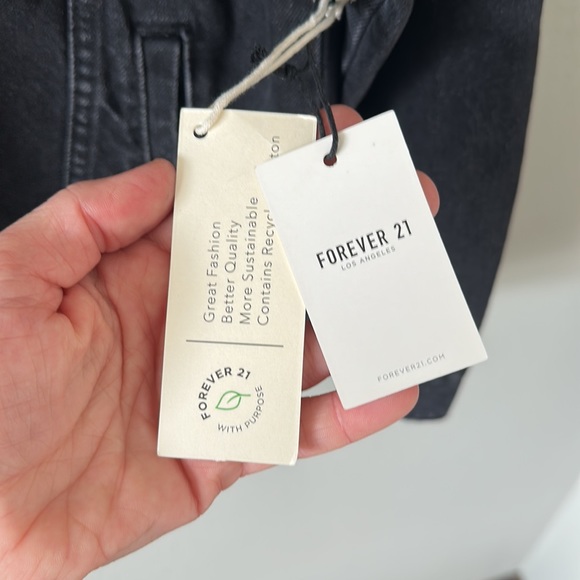 Great Fashion
Better Quality
More Sustainable
Contains
FOREVER 21
WITH PURPOSE
FOREVER 21
LOS ANGELES
FOREVER21.COM